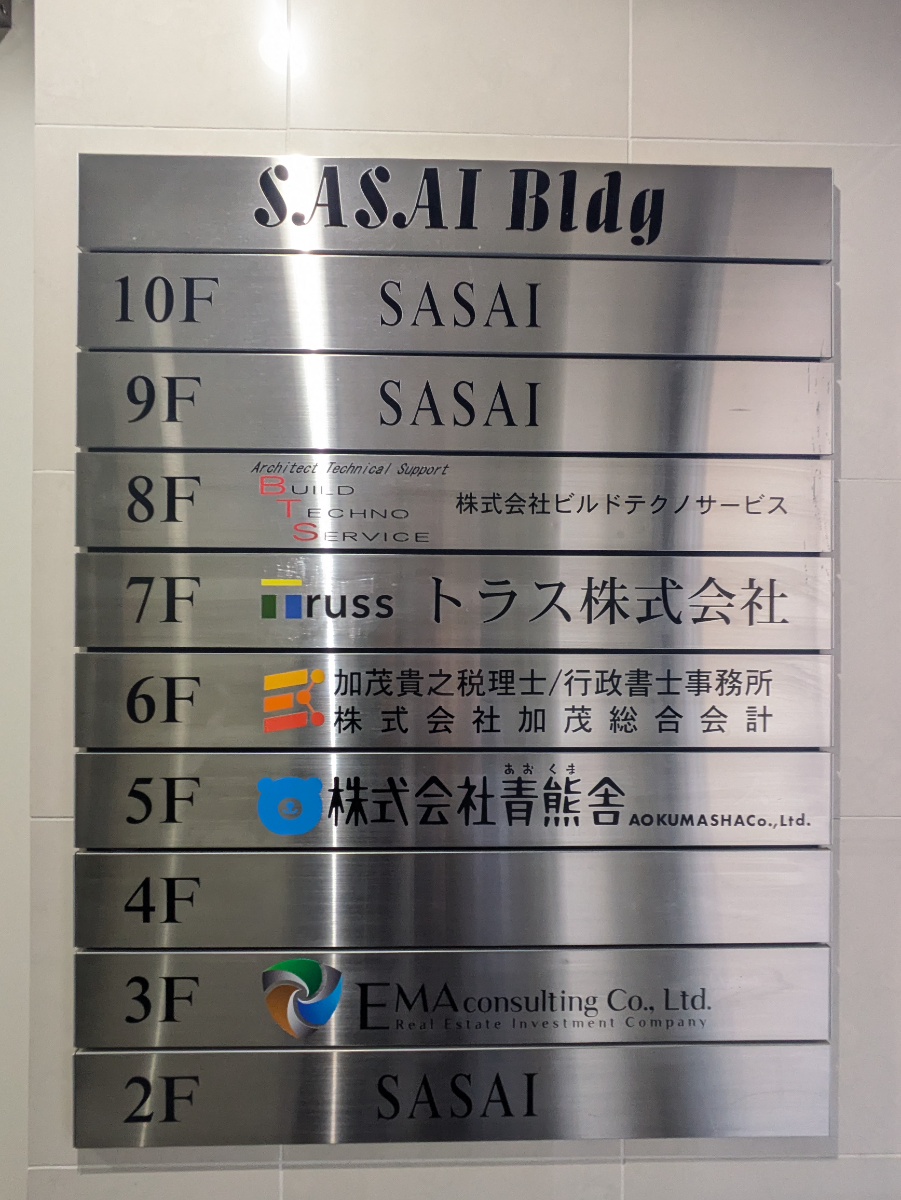 SASAI Bldg
10F SASAI
9F SASAI
8F Architect Technical Support
BUILD
TECHNO
SERVICE
株式会社ビルドテクノサービス
7F Truss トラス株式会社
6F 加茂貴之税理士/行政書士事務所
株式会社加茂総合会計
5F 株式会社青熊舎 AOKUMASHACo.,Ltd.
あおくま
4F
3F EMA consulting Co., Ltd.
Real Estate Investment Company
2F SASAI